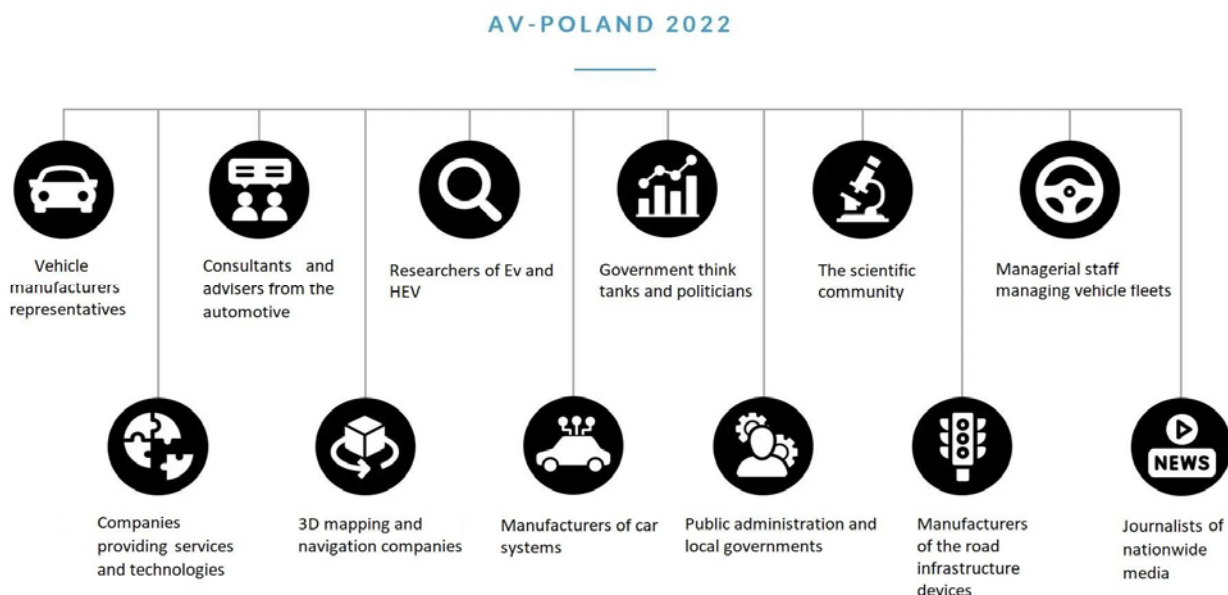 AV-POLAND 2022
Vehicle
manufacturers
representatives
Consultants and
advisers from the
automotive
Researchers of Ev and
HEV
Government think
tanks and politicians
The scientific
community
Managerial staff
managing vehicle fleets
Companies
providing services
and technologies
3D mapping and
navigation companies
Manufacturers of car
systems
Public administration and
local governments
Manufacturers
of the road
infrastructure
devices
NEWS
Journalists of
nationwide
media